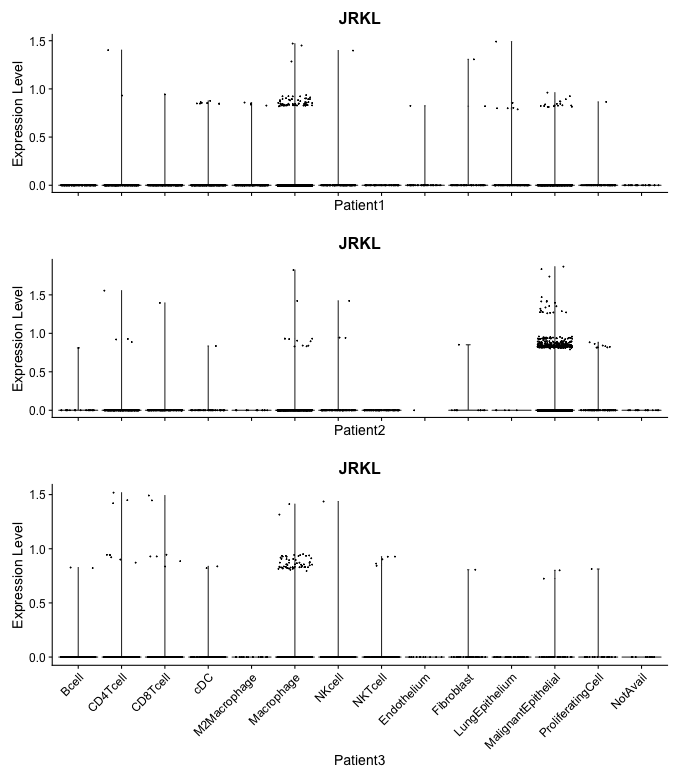 JRKL
Expression Level
1.5
1.0
0.5
0.0
Patient1
JRKL
Expression Level
1.5
1.0
0.5
0.0
Patient2
JRKL
Expression Level
1.5
1.0
0.5
0.0
Bcell
CD4Tcell
CD8Tcell
cDC
M2Macrophage
Macrophage
NKcell
NKTcell
Endothelium
Fibroblast
LungEpithelium
MalignantEpithelial
ProliferatingCell
NotAvail
Patient3